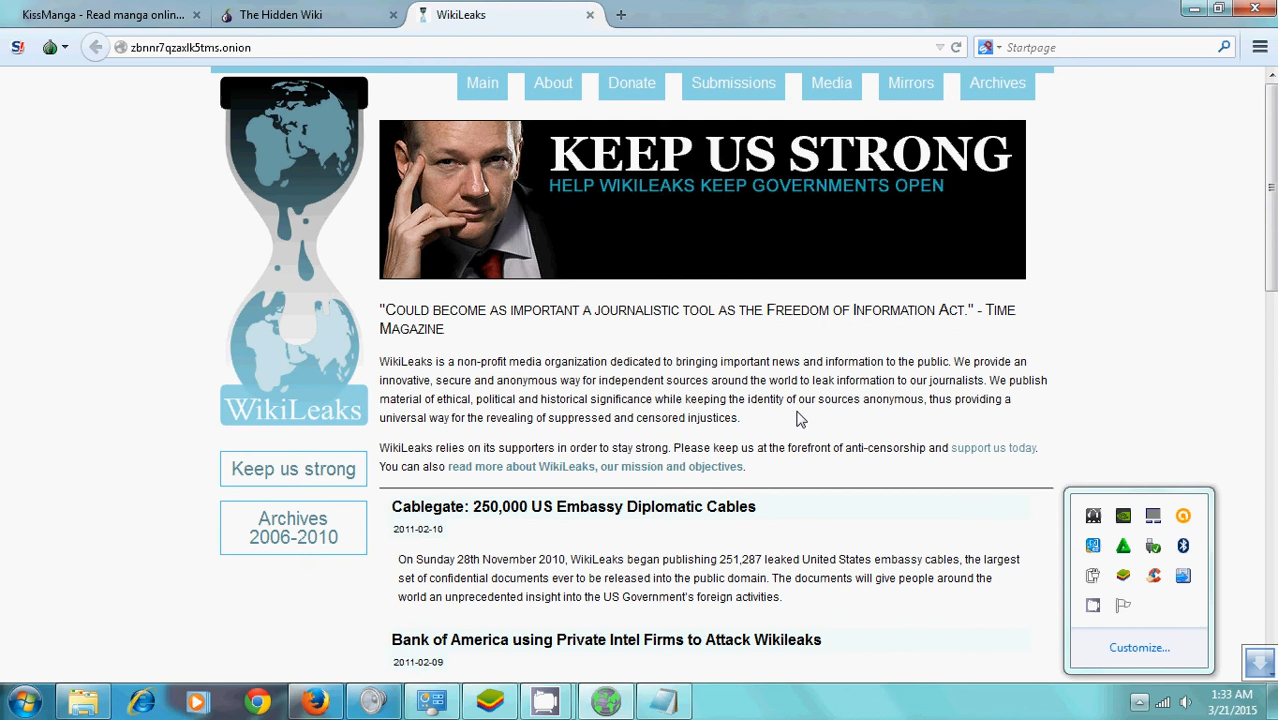 KissManga - Read manga onlin...
The Hidden Wiki
WikiLeaks
zbnnr7qzaxlk5tms.onion
Startpage
Main
About
Donate
Submissions
Media
Mirrors
Archives
KEEP US STRONG
HELP WIKILEAKS KEEP GOVERNMENTS OPEN
WikiLeaks
Keep us strong
Archives
2006-2010
"Could become as important a journalistic tool as the Freedom of Information Act." - Time
Magazine
WikiLeaks is a non-profit media organization dedicated to bringing important news and information to the public. We provide an
innovative, secure and anonymous way for independent sources around the world to leak information to our journalists. We publish
material of ethical, political and historical significance while keeping the identity of our sources anonymous, thus providing a
universal way for the revealing of suppressed and censored injustices.
WikiLeaks relies on its supporters in order to stay strong. Please keep us at the forefront of anti-censorship and support us today.
You can also read more about WikiLeaks, our mission and objectives.
Cablegate: 250,000 US Embassy Diplomatic Cables
2011-02-10
On Sunday 28th November 2010, WikiLeaks began publishing 251,287 leaked United States embassy cables, the largest
set of confidential documents ever to be released into the public domain. The documents will give people around the
world an unprecedented insight into the US Government's foreign activities.
Bank of America using Private Intel Firms to Attack Wikileaks
2011-02-09
Customize...
1:33 AM
3/21/2015